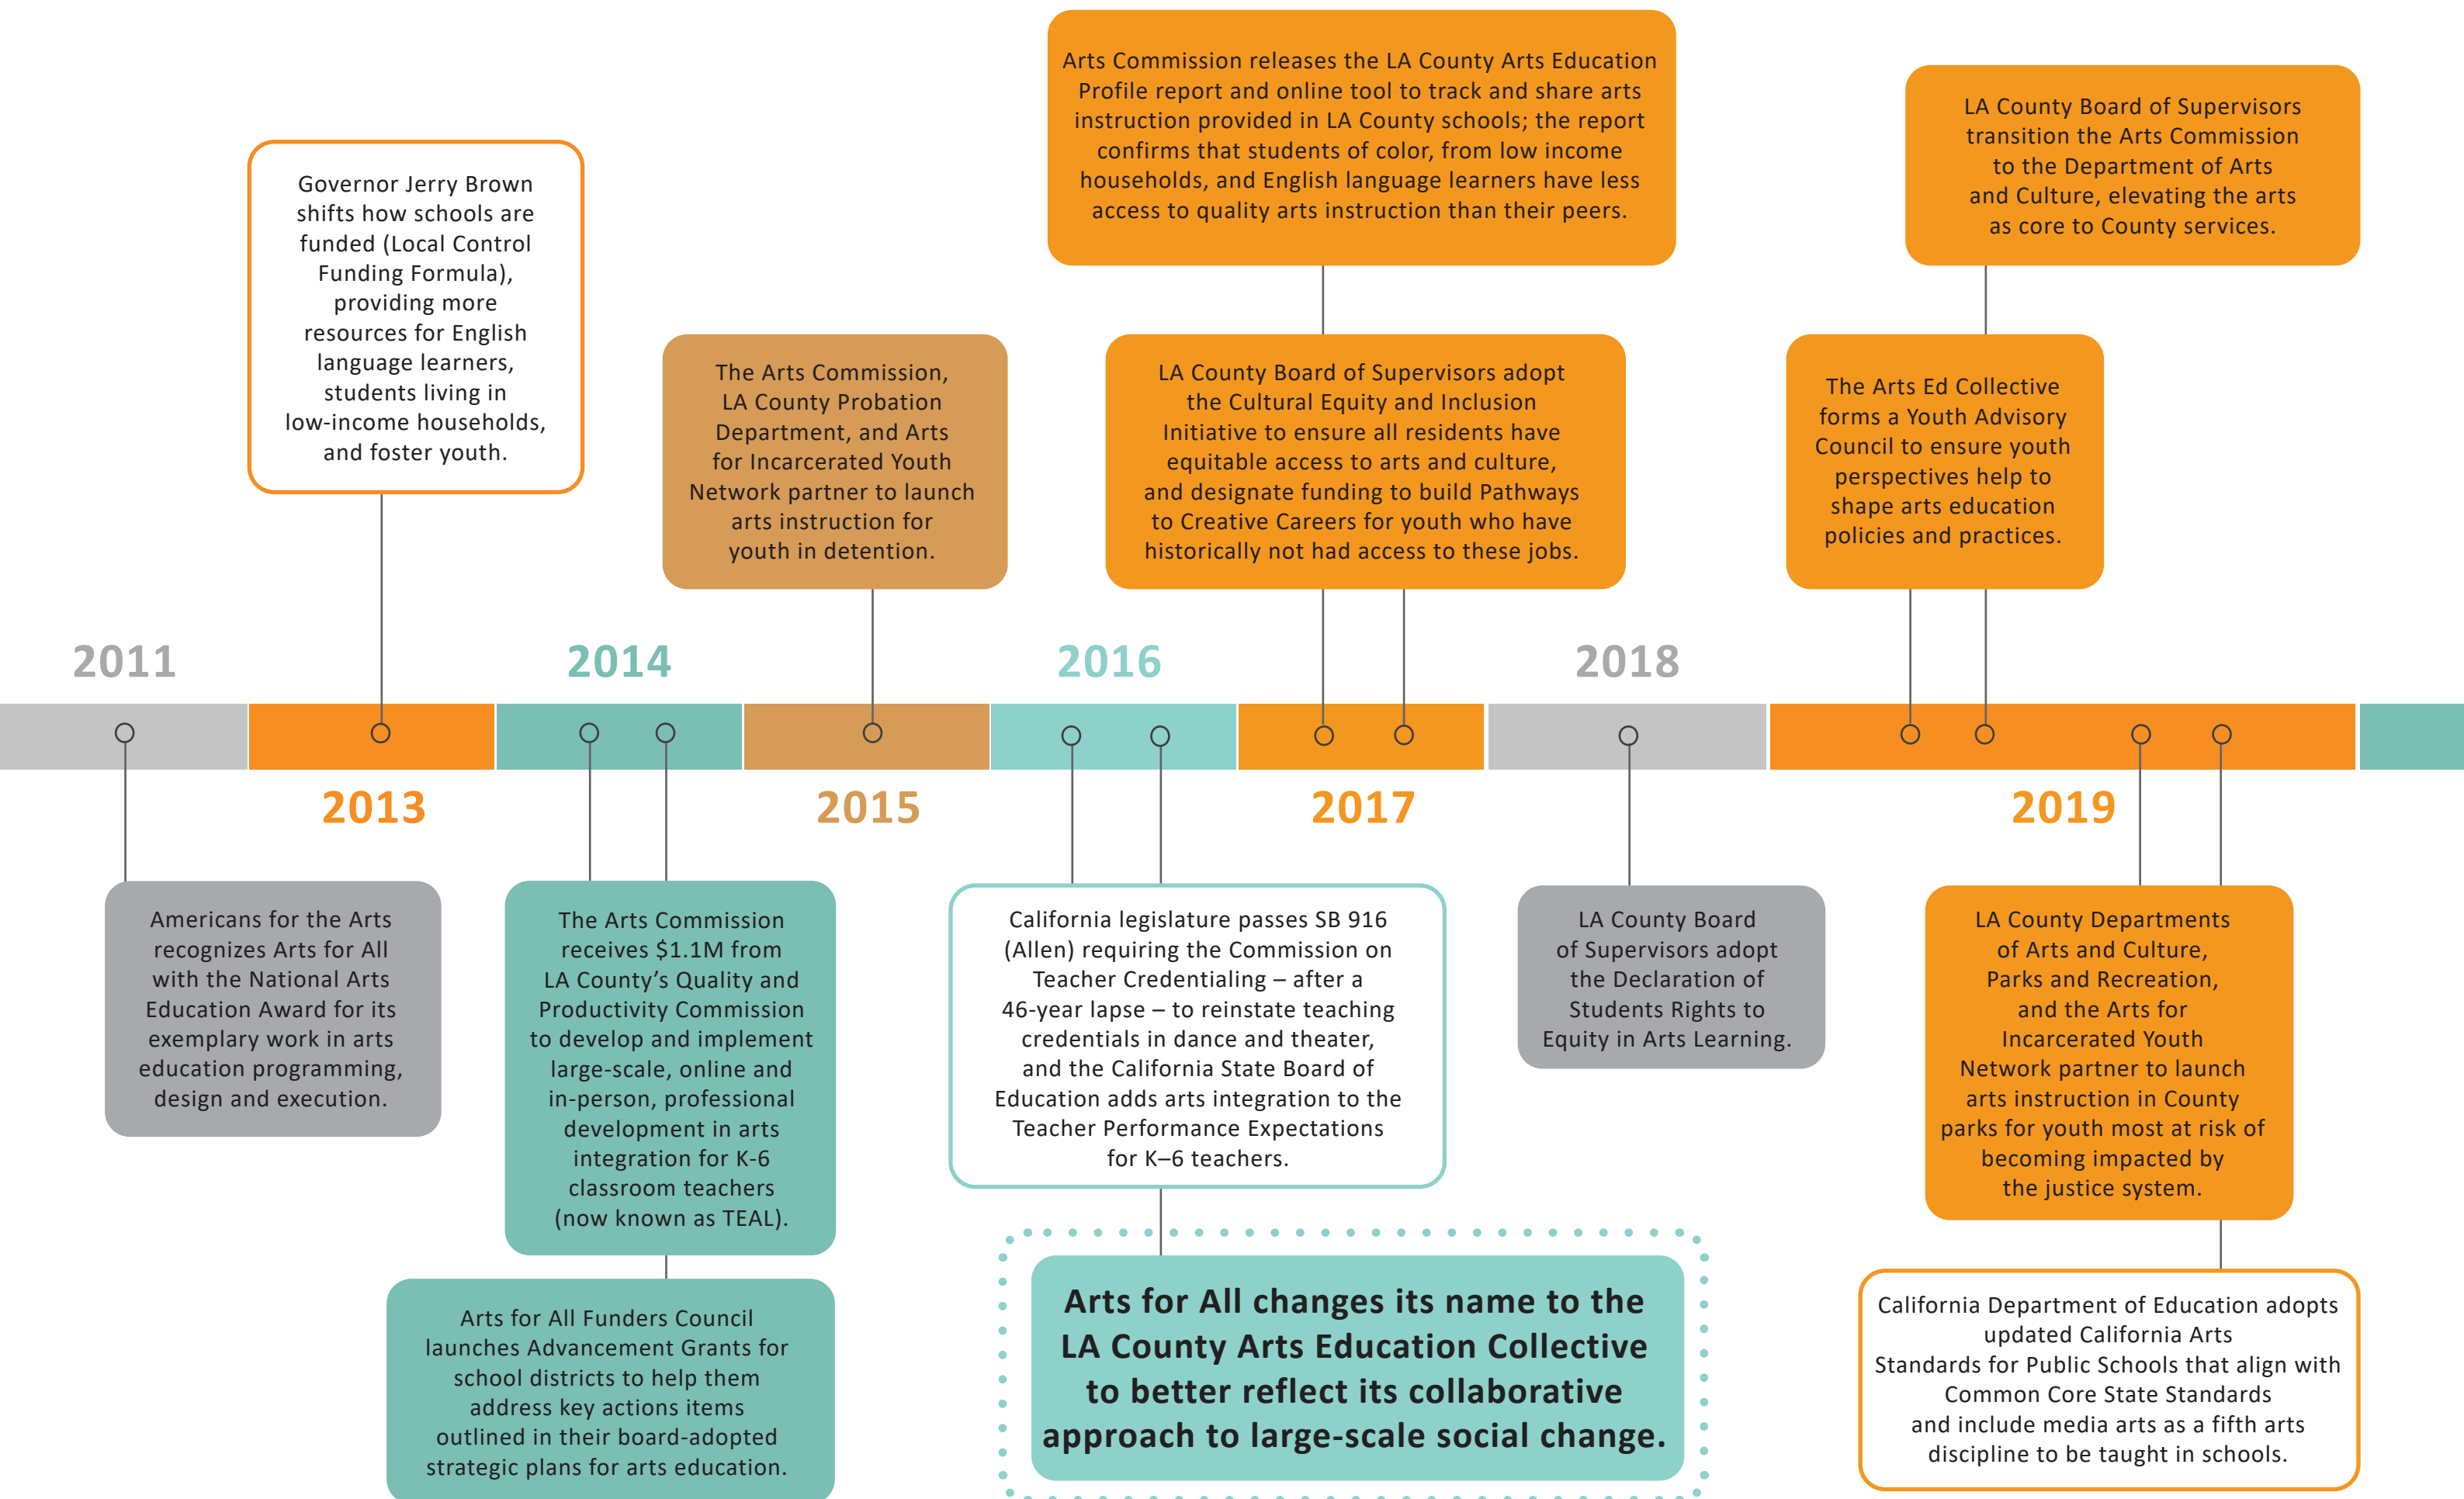 Arts Commission releases the LA County Arts Education
Profile report and online tool to track and share arts
instruction provided in LA County schools; the report
confirms that students of color, from low income
households, and English language learners have less
access to quality arts instruction than their peers.
LA County Board of Supervisors
transition the Arts Commission
to the Department of Arts
and Culture, elevating the arts
as core to County services.
Governor Jerry Brown
shifts how schools are
funded (Local Control
Funding Formula),
providing more
resources for English
language learners,
students living in
low-income households,
and foster youth.
The Arts Commission,
LA County Probation
Department, and Arts
for Incarcerated Youth
Network partner to launch
arts instruction for
youth in detention.
LA County Board of Supervisors adopt
the Cultural Equity and Inclusion
Initiative to ensure all residents have
equitable access to arts and culture,
and designate funding to build Pathways
to Creative Careers for youth who have
historically not had access to these jobs.
The Arts Ed Collective
forms a Youth Advisory
Council to ensure youth
perspectives help to
shape arts education
policies and practices.
2011
2014
2016
2018
2013
2015
2017
2019
Americans for the Arts
recognizes Arts for All
with the National Arts
Education Award for its
exemplary work in arts
education programming,
design and execution.
The Arts Commission
receives $1.1M from
LA County's Quality and
Productivity Commission
to develop and implement
large-scale, online and
in-person, professional
development in arts
integration for K-6
classroom teachers
(now known as TEAL).
California legislature passes SB 916
(Allen) requiring the Commission on
Teacher Credentialing – after a
46-year lapse – to reinstate teaching
credentials in dance and theater,
and the California State Board of
Education adds arts integration to the
Teacher Performance Expectations
for K–6 teachers.
LA County Board
of Supervisors adopt
the Declaration of
Students Rights to
Equity in Arts Learning.
LA County Departments
of Arts and Culture,
Parks and Recreation,
and the Arts for
Incarcerated Youth
Network partner to launch
arts instruction in County
parks for youth most at risk of
becoming impacted by
the justice system.
Arts for All Funders Council
launches Advancement Grants for
school districts to help them
address key actions items
outlined in their board-adopted
strategic plans for arts education.
Arts for All changes its name to the
LA County Arts Education Collective
to better reflect its collaborative
approach to large-scale social change.
California Department of Education adopts
updated California Arts
Standards for Public Schools that align with
Common Core State Standards
and include media arts as a fifth arts
discipline to be taught in schools.